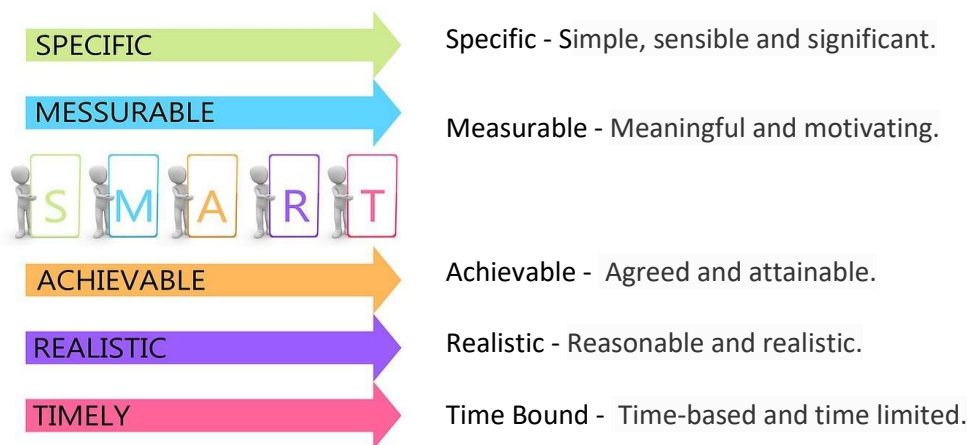 SPECIFIC
Specific - Simple, sensible and significant.
MESSURABLE
Measurable - Meaningful and motivating.
S M A R T
ACHIEVABLE
Achievable - Agreed and attainable.
REALISTIC
Realistic - Reasonable and realistic.
TIMELY
Time Bound - Time-based and time limited.